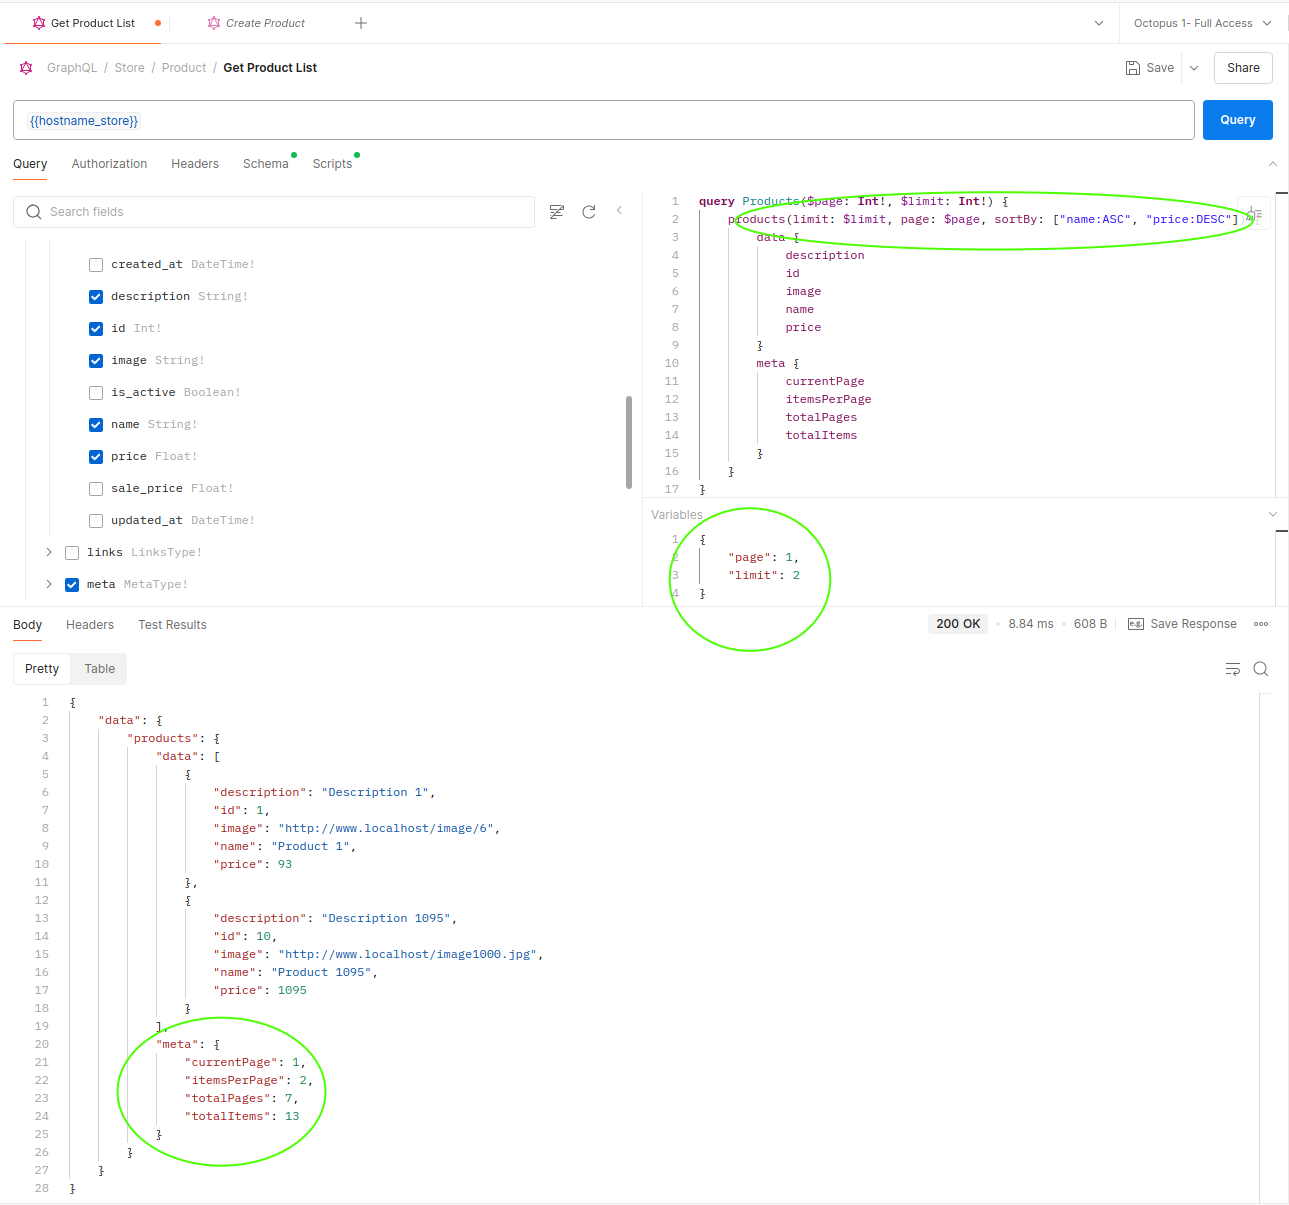 Get Product List
Create Product
Octopus 1- Full Access
GraphQL / Store / Product / Get Product List
Save
Share
{{hostname_store}}
Query
Query Authorization Headers Schema Scripts
Search fields
created_at DateTime!
description String!
id Int!
image String!
is_active Boolean!
name String!
price Float!
sale_price Float!
updated_at DateTime!
links LinksType!
meta MetaType!
1 query Products($page: Int!, $limit: Int!) {
2 products(limit: $limit, page: $page, sortBy: ["name:ASC", "price:DESC"]
3 data {
4 description
5 id
6 image
7 name
8 price
9 }
10 meta {
11 currentPage
12 itemsPerPage
13 totalPages
14 totalItems
15 }
16 }
17 }
Variables
1 {
2 "page": 1,
3 "limit": 2
4 }
Body Headers Test Results
200 OK • 8.84 ms • 608 B
e.g. Save Response
Pretty Table
1 {
2 "data": {
3 "products": {
4 "data": [
5 {
6 "description": "Description 1",
7 "id": 1,
8 "image": "http://www.localhost/image/6",
9 "name": "Product 1",
10 "price": 93
11 },
12 {
13 "description": "Description 1095",
14 "id": 10,
15 "image": "http://www.localhost/image1000.jpg",
16 "name": "Product 1095",
17 "price": 1095
18 }
19 ],
20 "meta": {
21 "currentPage": 1,
22 "itemsPerPage": 2,
23 "totalPages": 7,
24 "totalItems": 13
25 }
26 }
27 }
28 }